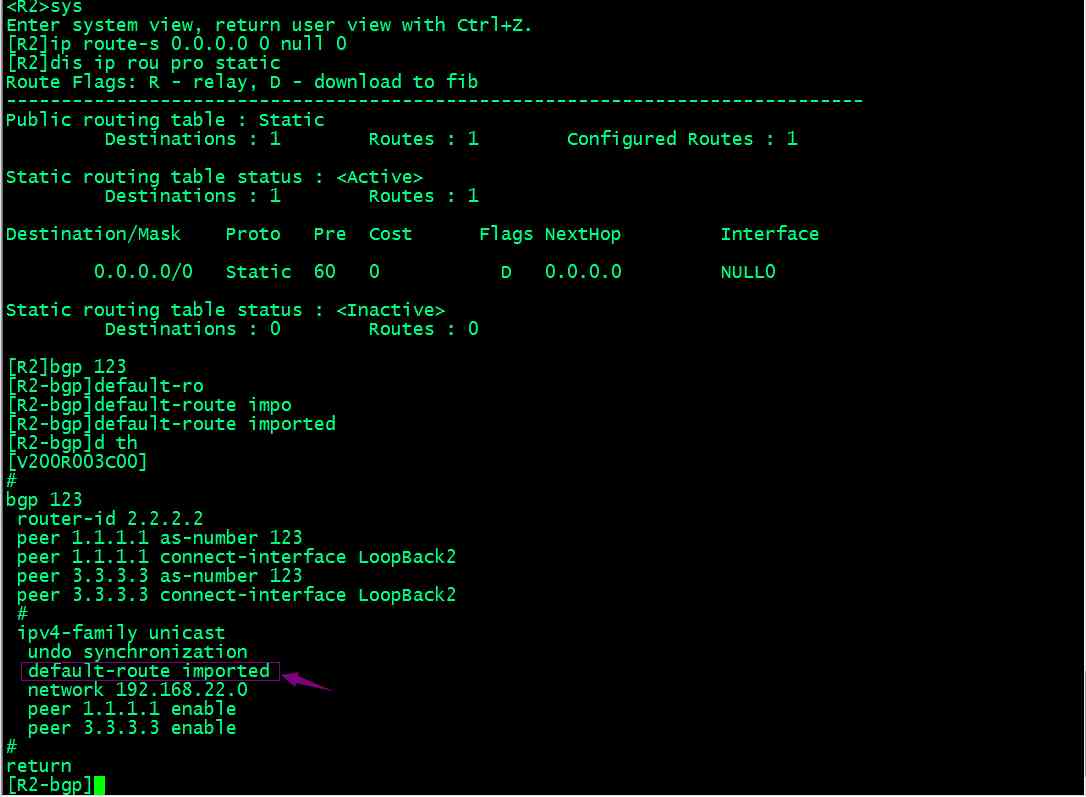 <R2>sys
Enter system view, return user view with Ctrl+Z.
[R2]ip route-s 0.0.0.0 0 null 0
[R2]dis ip rou pro static
Route Flags: R - relay, D - download to fib
------------------------------------------------------------------------------
Public routing table : Static
         Destinations : 1        Routes : 1        Configured Routes : 1
Static routing table status : <Active>
         Destinations : 1        Routes : 1
Destination/Mask    Proto   Pre  Cost      Flags NextHop         Interface
        0.0.0.0/0   Static  60   0           D   0.0.0.0         NULL0
Static routing table status : <Inactive>
         Destinations : 0        Routes : 0
[R2]bgp 123
[R2-bgp]default-ro
[R2-bgp]default-route impo
[R2-bgp]default-route imported
[R2-bgp]d th
[V200R003C00]
#
bgp 123
 router-id 2.2.2.2
 peer 1.1.1.1 as-number 123
 peer 1.1.1.1 connect-interface LoopBack2
 peer 3.3.3.3 as-number 123
 peer 3.3.3.3 connect-interface LoopBack2
 #
 ipv4-family unicast
  undo synchronization
  default-route imported
  network 192.168.22.0
  peer 1.1.1.1 enable
  peer 3.3.3.3 enable
#
return
[R2-bgp]